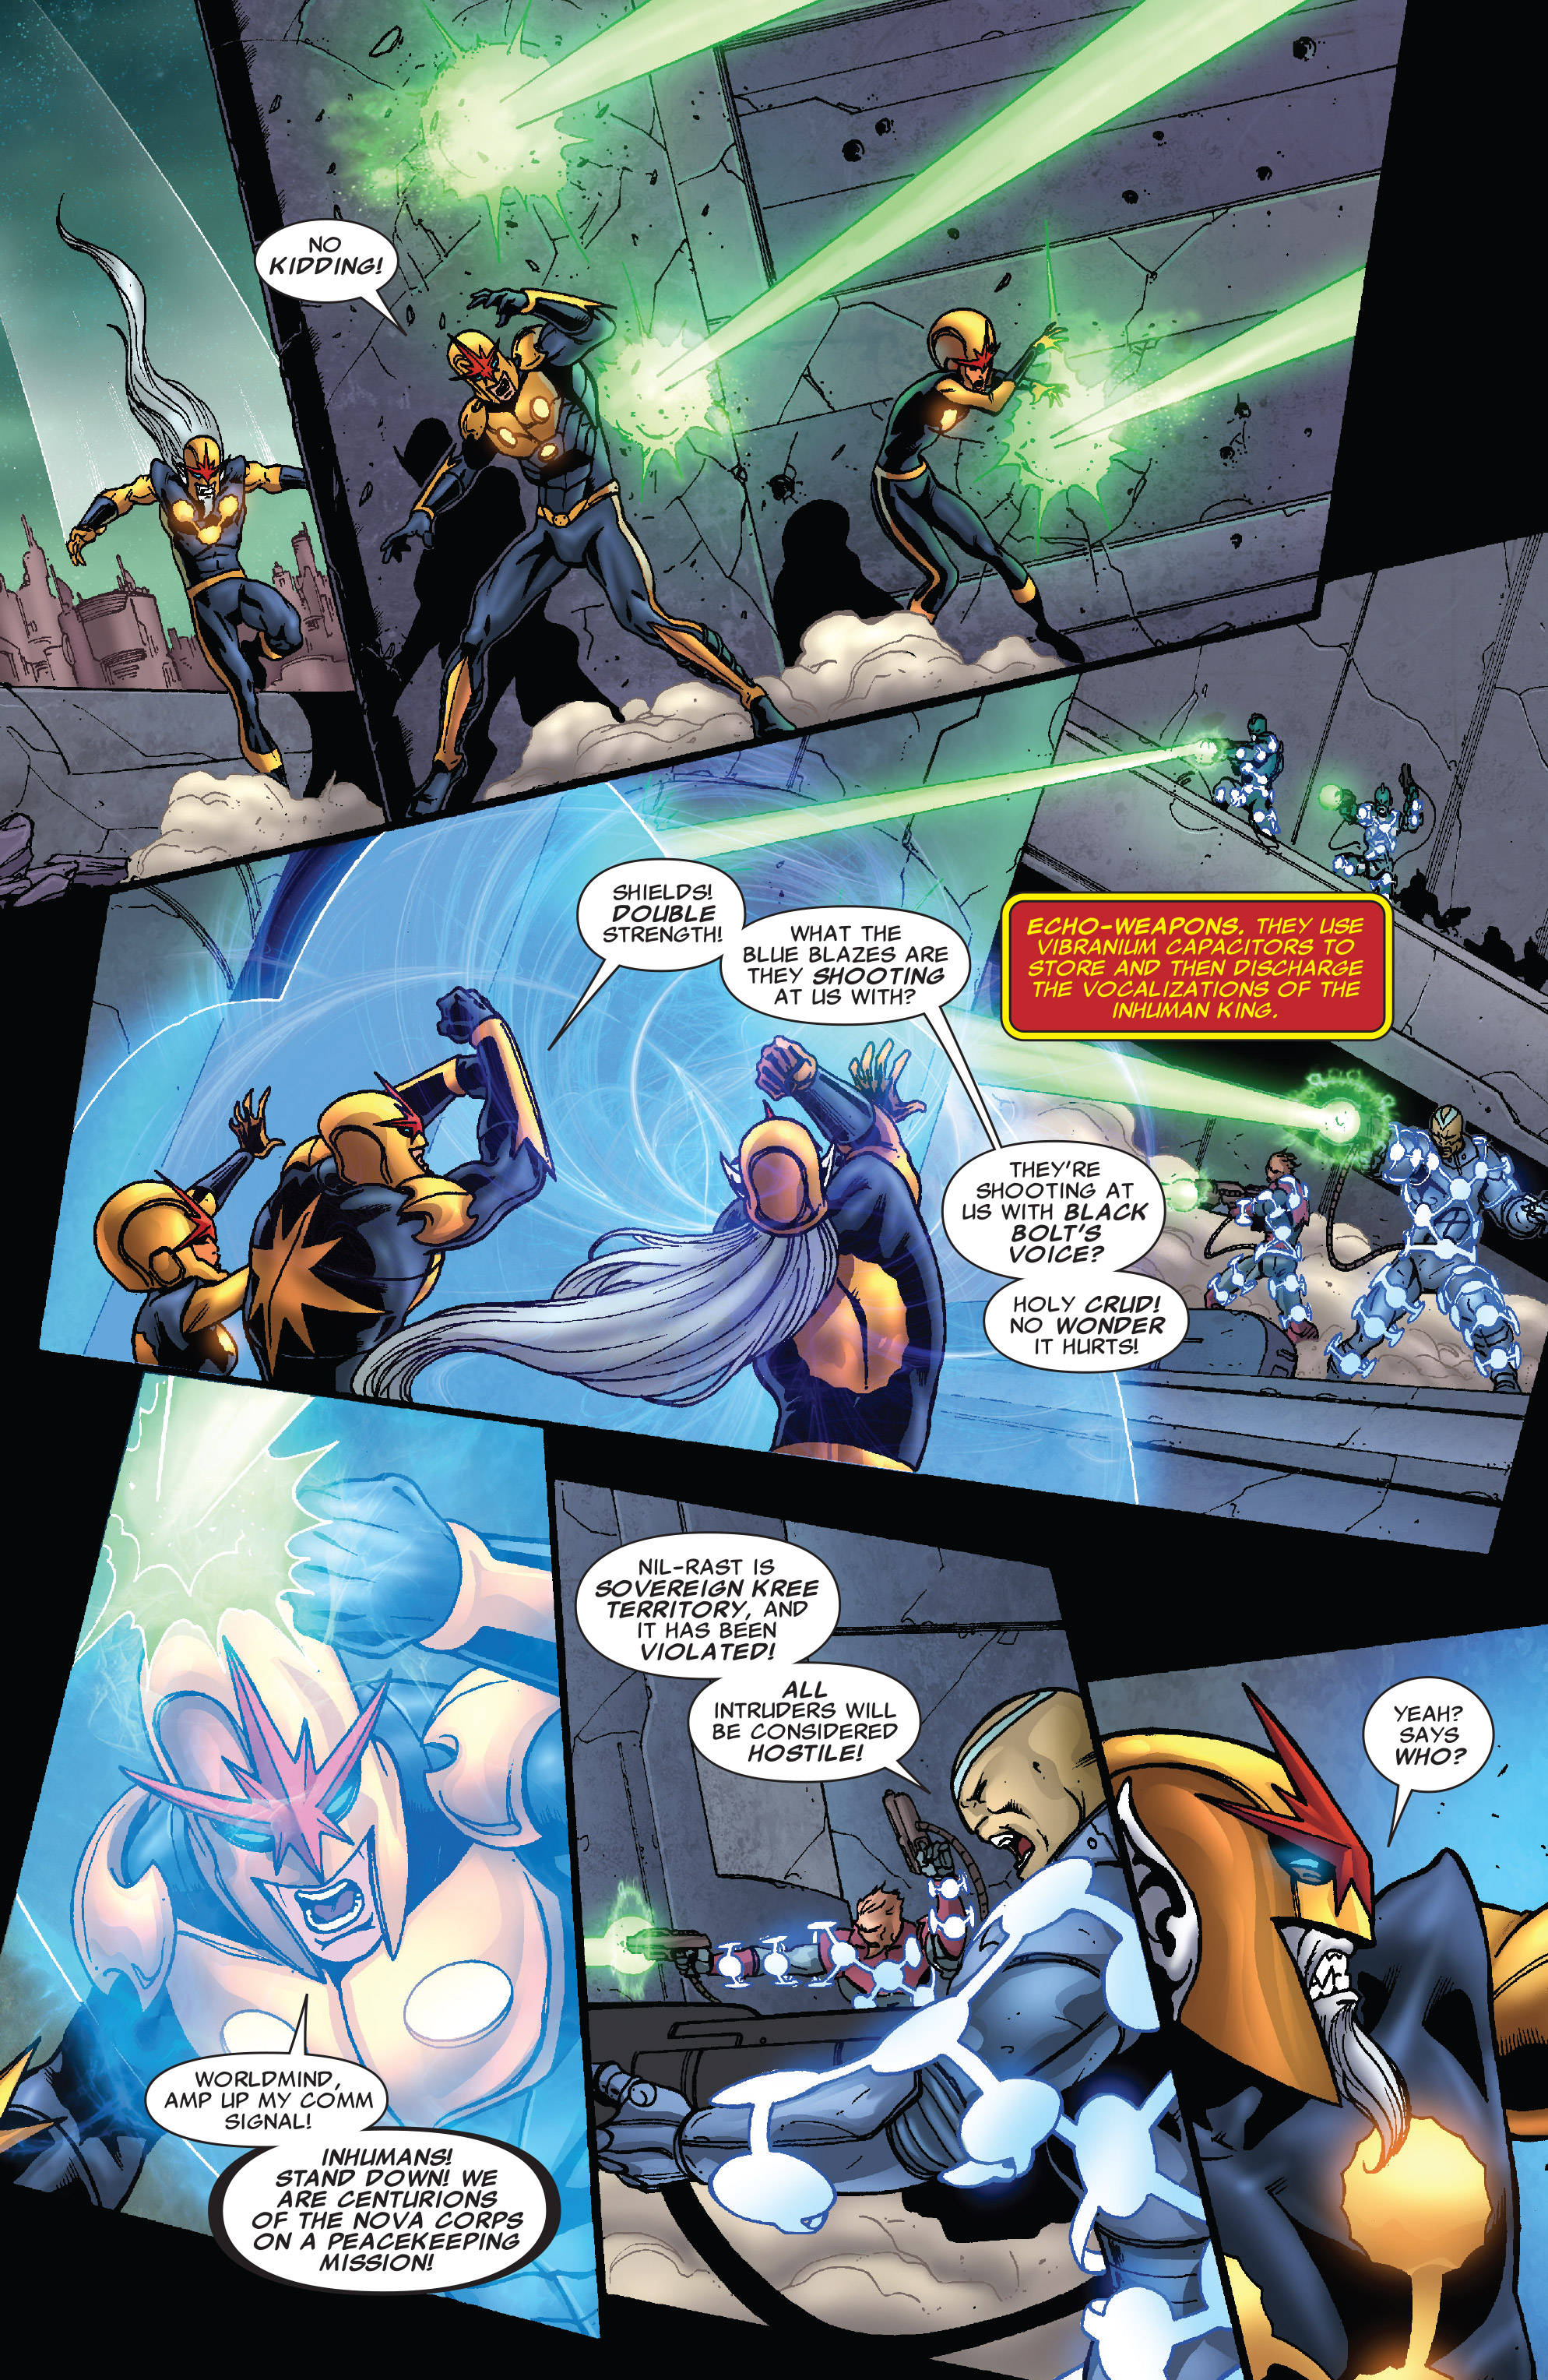 NO
KIDDING!
SHIELDS!
DOUBLE
STRENGTH!
WHAT THE
BLUE BLAZES ARE
THEY SHOOTING
AT US WITH?
ECHO-WEAPONS. THEY USE
VIBRANIUM CAPACITORS TO
STORE AND THEN DISCHARGE
THE VOCALIZATIONS OF THE
INHUMAN KING.
THEY'RE
SHOOTING AT
US WITH BLACK
BOLT'S
VOICE?
HOLY CRUD!
NO WONDER
IT HURTS!
WORLDMIND,
AMP UP MY COMM
SIGNAL!
INHUMANS!
STAND DOWN! WE
ARE CENTURIONS
OF THE NOVA CORPS
ON A PEACEKEEPING
MISSION!
NIL-RAST IS
SOVEREIGN KREE
TERRITORY, AND
IT HAS BEEN
VIOLATED!
ALL
INTRUDERS WILL
BE CONSIDERED
HOSTILE!
YEAH?
SAYS
WHO?